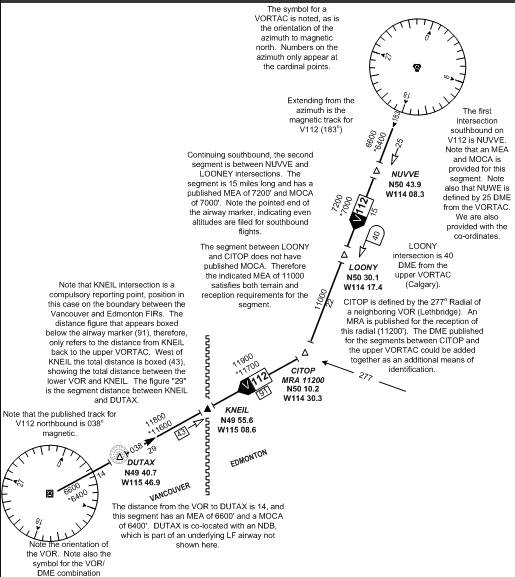 The symbol for a
VORTAC is noted, as is
the orientation of the
azimuth to magnetic
north. Numbers on the
azimuth only appear at
the cardinal points.
0
27
9
18
Extending from the
azimuth is the
magnetic track for
V112 (183°)
183
6600
*6400
25
The first
intersection
southbound on
V112 is NUVVE.
Note that an MEA
and MOCA is
provided for this
segment. Note
also that NUWE is
defined by 25 DME
from the VORTAC.
We are also
provided with the
co-ordinates.
NUVVE
N50 43.9
W114 08.3
Continuing southbound, the second
segment is between NUVVE and
LOONEY intersections. The
segment is 15 miles long and has a
published MEA of 7200' and MOCA
of 7000'. Note the pointed end of
the airway marker, indicating even
altitudes are filed for southbound
flights.
7200
*7000
V112
15
40
The segment between LOONY
and CITOP does not have
published MOCA. Therefore
the indicated MEA of 11000
satisfies both terrain and
reception requirements for the
segment.
LOONY
N50 30.1
W114 17.4
LOONY
intersection is 40
DME from the
upper VORTAC
(Calgary).
11000
22
CITOP is defined by the 277° Radial of
a neighboring VOR (Lethbridge). An
MRA is published for the reception of
this radial (11200'). The DME published
for the segments between CITOP and
the upper VORTAC could be added
together as an additional means of
identification.
Note that KNEIL intersection is a
compulsory reporting point, position in
this case on the boundary between the
Vancouver and Edmonton FIRs. The
distance figure that appears boxed
below the airway marker (91), therefore,
only refers to the distance from KNEIL
back to the upper VORTAC. West of
KNEIL the total distance is boxed (43),
showing the total distance between the
lower VOR and KNEIL. The figure "29"
is the segment distance between KNEIL
and DUTAX.
11900
*11700
V112
91
CITOP
MRA 11200
N50 10.2
W114 30.3
277
KNEIL
N49 55.6
W115 08.6
Note that the published track for
V112 northbound is 038°
magnetic.
11800
*11600
038
29
43
DUTAX
N49 40.7
W115 46.9
EDMONTON
VANCOUVER
14
6600
*6400
0
27
18
The distance from the VOR to DUTAX is 14, and
this segment has an MEA of 6600' and a MOCA
of 6400'. DUTAX is co-located with an NDB,
which is part of an underlying LF airway not
shown here.
Note the orientation of
the VOR. Note also the
symbol for the VOR/
DME combination